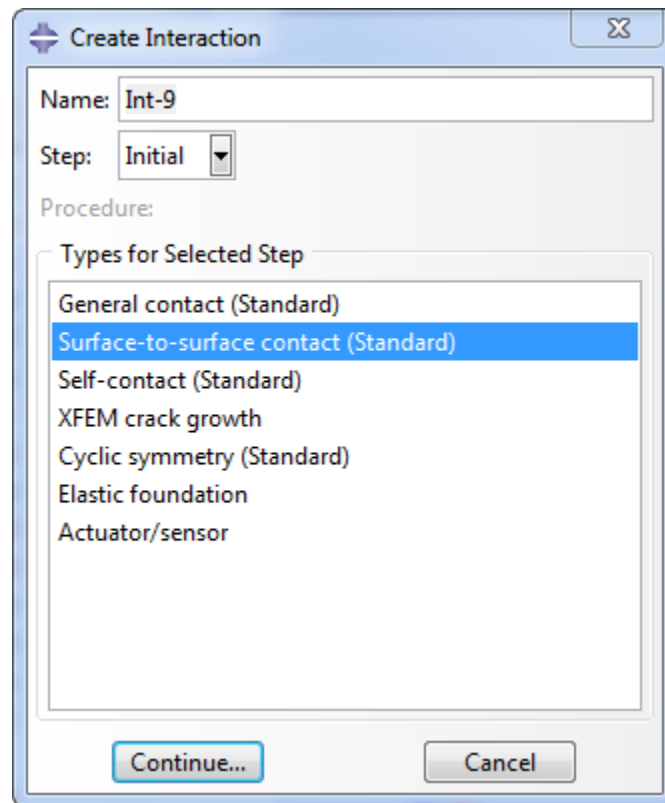 Create Interaction
Name: Int-9
Step: Initial
Procedure:
Types for Selected Step
General contact (Standard)
Surface-to-surface contact (Standard)
Self-contact (Standard)
XFEM crack growth
Cyclic symmetry (Standard)
Elastic foundation
Actuator/sensor
Continue... Cancel